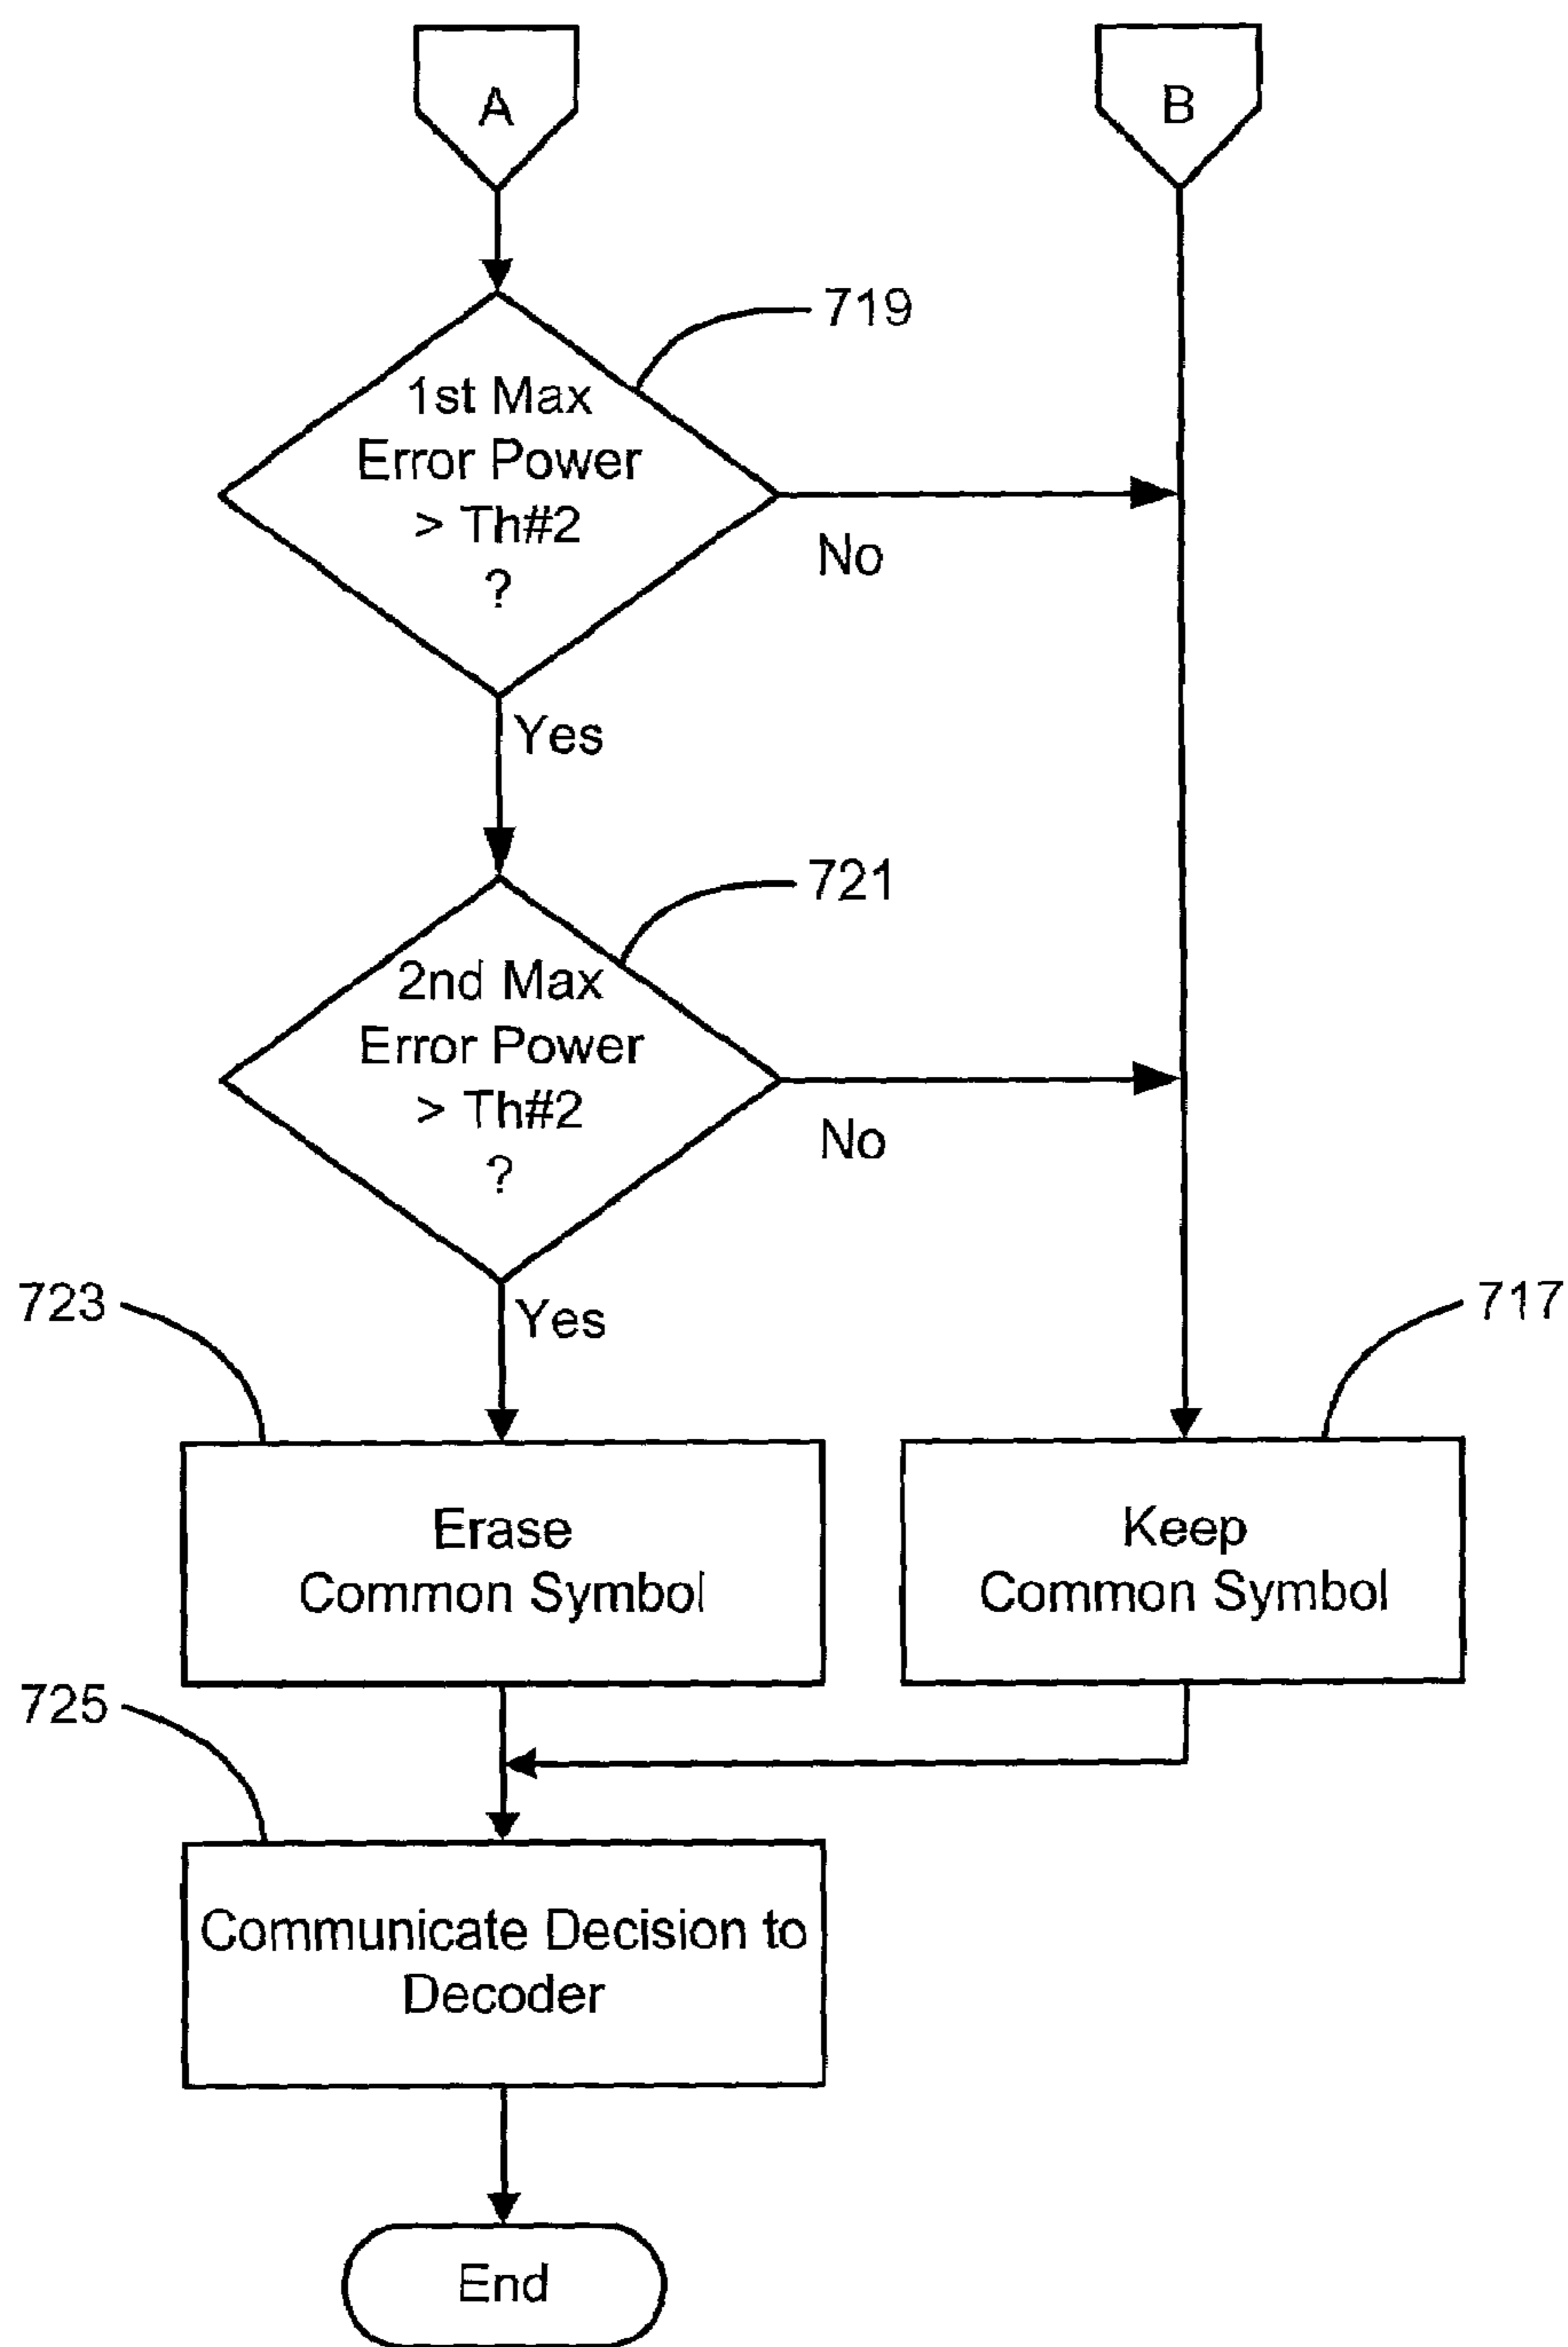 A
B
719
1st Max
Error Power
> Th#2
?
No
Yes
721
2nd Max
Error Power
> Th#2
?
No
Yes
723
717
Erase
Common Symbol
Keep
Common Symbol
725
Communicate Decision to
Decoder
End